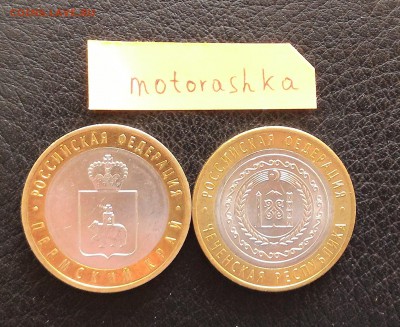 motorashka
РОССИЙСКАЯ ФЕДЕРАЦИЯ
ПЕРМСКИЙ КРАЙ
РОССИЙСКАЯ ФЕДЕРАЦИЯ
ЧЕЧЕНСКАЯ РЕСПУБЛИКА